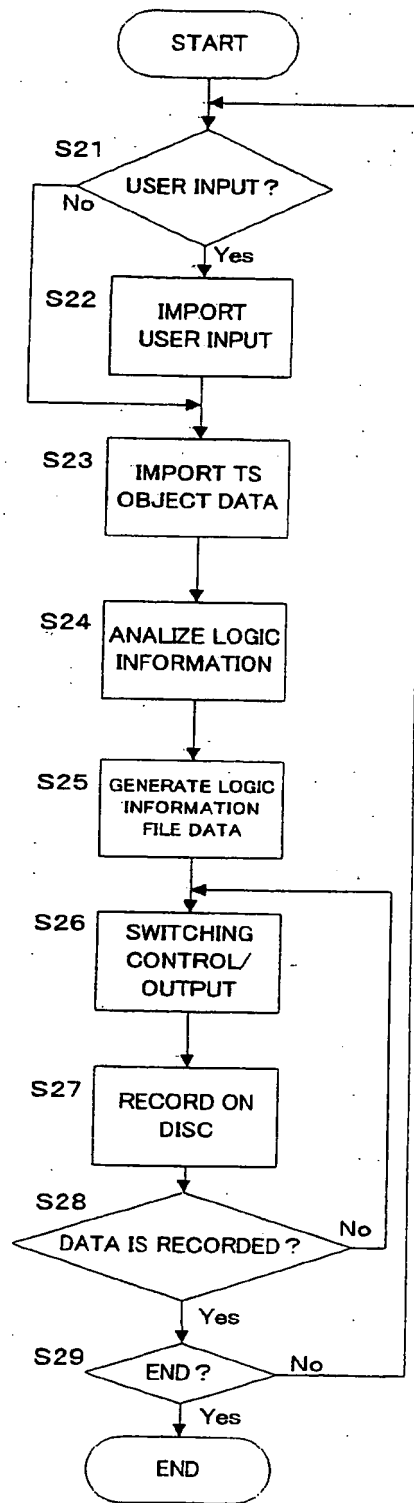 START
S21
USER INPUT?
No
Yes
S22
IMPORT
USER INPUT
S23
IMPORT TS
OBJECT DATA
S24
ANALIZE LOGIC
INFORMATION
S25
GENERATE LOGIC
INFORMATION
FILE DATA
S26
SWITCHING
CONTROL/
OUTPUT
S27
RECORD ON
DISC
S28
DATA IS RECORDED?
No
Yes
S29
END?
No
Yes
END